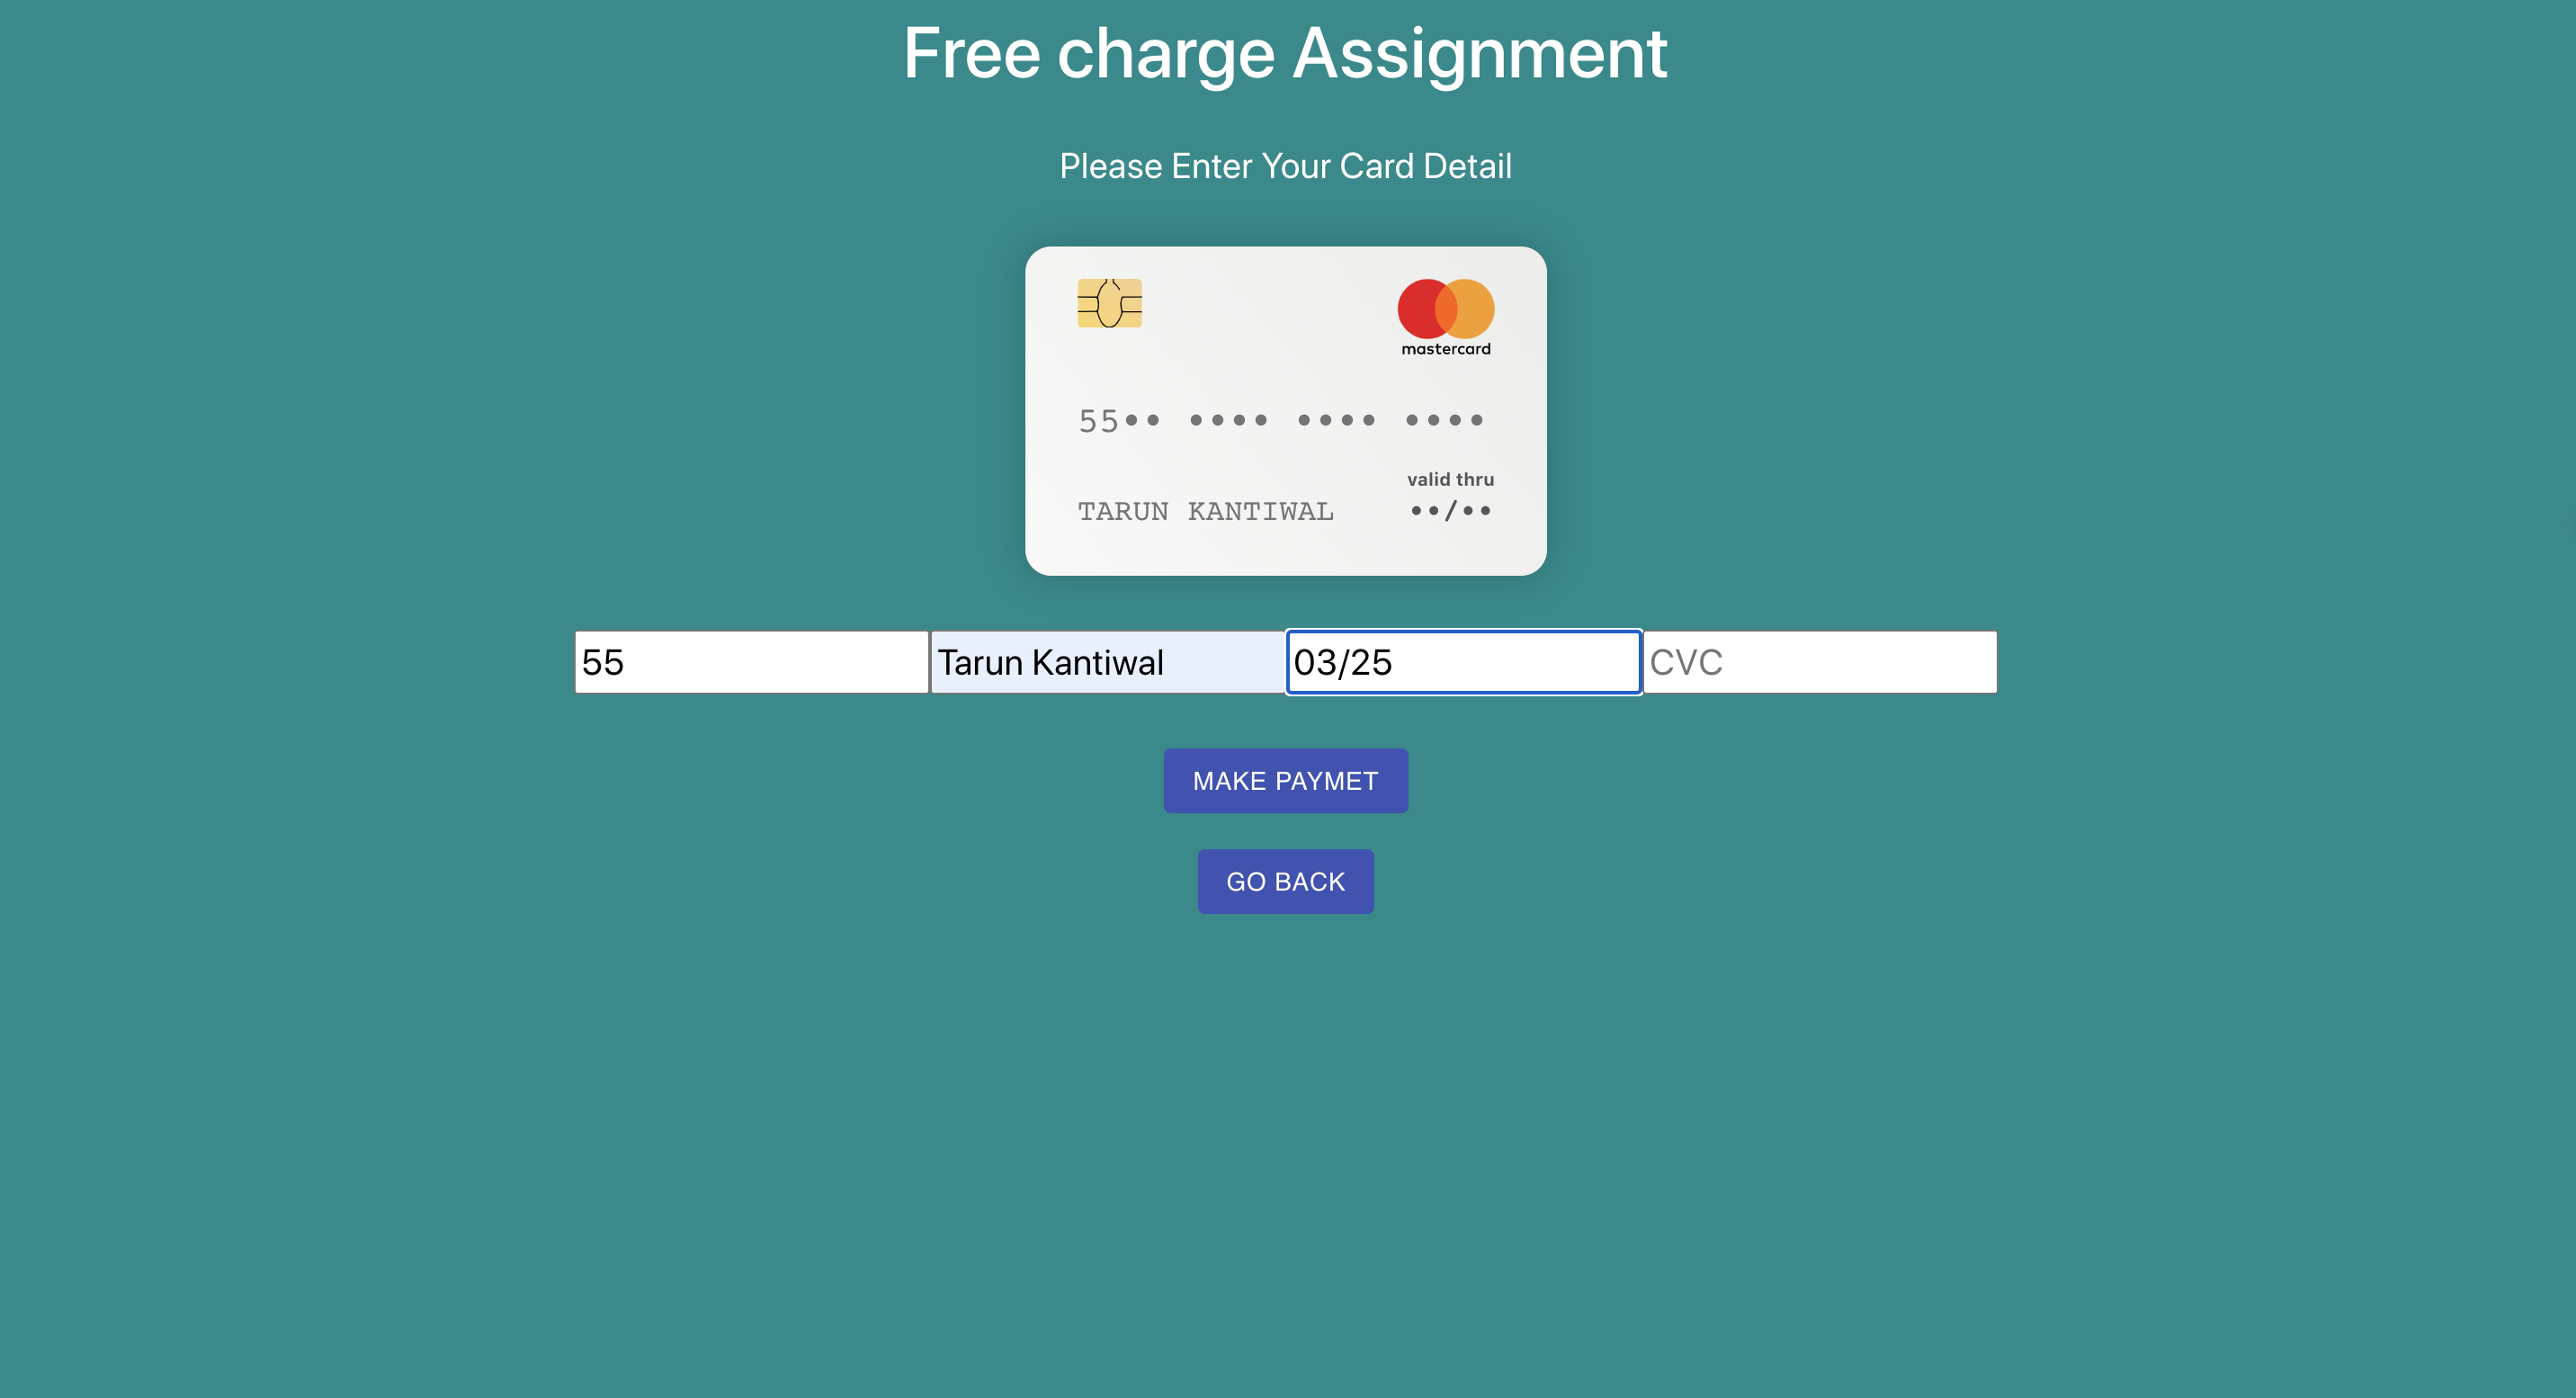 Free charge Assignment
Please Enter Your Card Detail
mastercard
55•• •••• •••• ••••
valid thru
TARUN KANTIWAL ••/••
55 Tarun Kantiwal 03/25 CVC
MAKE PAYMET
GO BACK